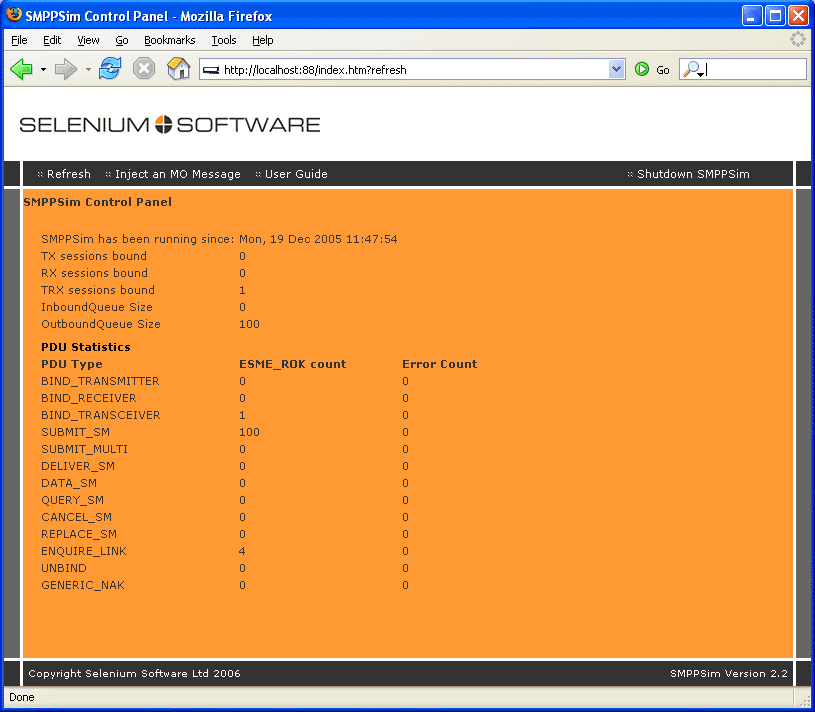 SMPPSim Control Panel - Mozilla Firefox
File Edit View Go Bookmarks Tools Help
http://localhost:88/index.htm?refresh Go
SELENIUM SOFTWARE
:: Refresh :: Inject an MO Message :: User Guide :: Shutdown SMPPSim
SMPPSim Control Panel
SMPPSim has been running since: Mon, 19 Dec 2005 11:47:54
TX sessions bound 0
RX sessions bound 0
TRX sessions bound 1
InboundQueue Size 0
OutboundQueue Size 100
PDU Statistics
PDU Type ESME_ROK count Error Count
BIND_TRANSMITTER 0 0
BIND_RECEIVER 0 0
BIND_TRANSCEIVER 1 0
SUBMIT_SM 100 0
SUBMIT_MULTI 0 0
DELIVER_SM 0 0
DATA_SM 0 0
QUERY_SM 0 0
CANCEL_SM 0 0
REPLACE_SM 0 0
ENQUIRE_LINK 4 0
UNBIND 0 0
GENERIC_NAK 0 0
Copyright Selenium Software Ltd 2006 SMPPSim Version 2.2
Done